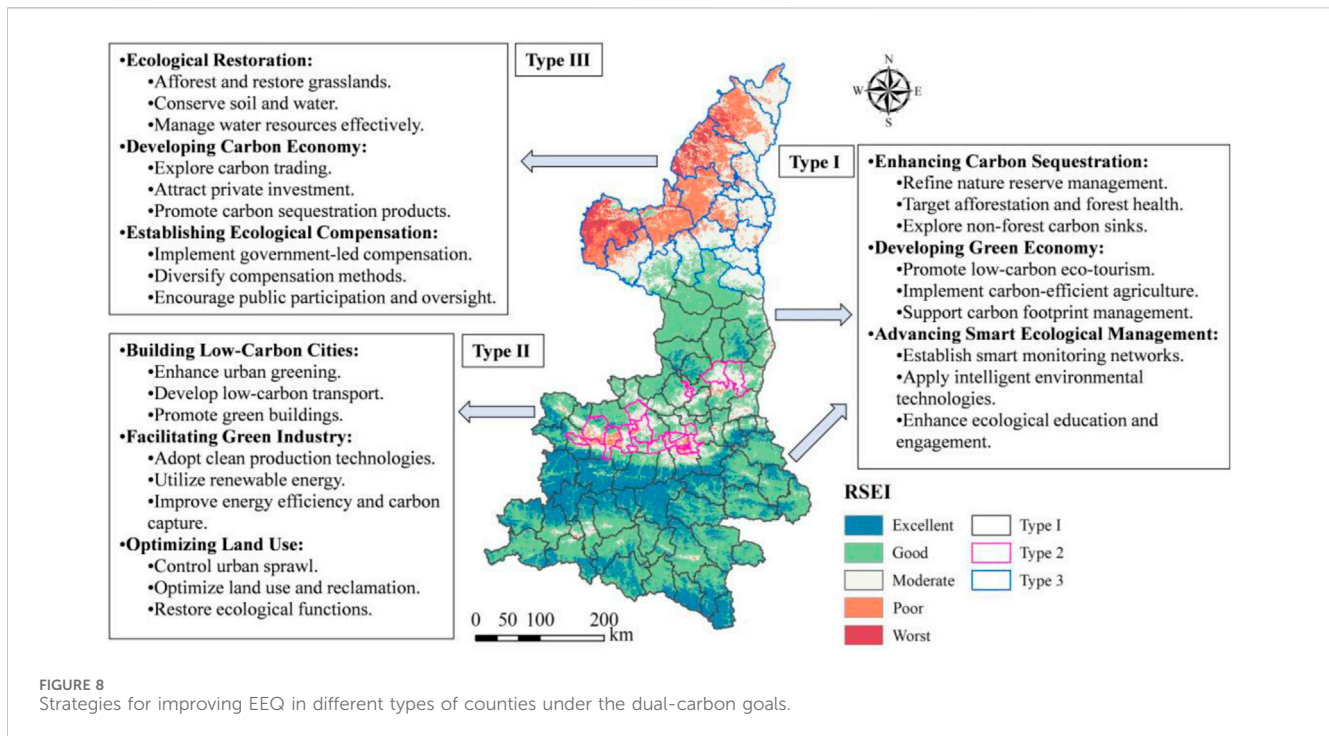 •Ecological Restoration:
•Afforest and restore grasslands.
•Conserve soil and water.
•Manage water resources effectively.
•Developing Carbon Economy:
•Explore carbon trading.
•Attract private investment.
•Promote carbon sequestration products.
•Establishing Ecological Compensation:
•Implement government-led compensation.
•Diversify compensation methods.
•Encourage public participation and oversight.
Type III
N
W
E
S
Type I
•Enhancing Carbon Sequestration:
•Refine nature reserve management.
•Target afforestation and forest health.
•Explore non-forest carbon sinks.
•Developing Green Economy:
•Promote low-carbon eco-tourism.
•Implement carbon-efficient agriculture.
•Support carbon footprint management.
•Advancing Smart Ecological Management:
•Establish smart monitoring networks.
•Apply intelligent environmental
technologies.
•Enhance ecological education and
engagement.
•Building Low-Carbon Cities:
•Enhance urban greening.
•Develop low-carbon transport.
•Promote green buildings.
•Facilitating Green Industry:
•Adopt clean production technologies.
•Utilize renewable energy.
•Improve energy efficiency and carbon
capture.
•Optimizing Land Use:
•Control urban sprawl.
•Optimize land use and reclamation.
•Restore ecological functions.
Type II
RSEI
Excellent
Good
Moderate
Poor
Worst
Type I
Type 2
Type 3
0 50 100 200
km
FIGURE 8
Strategies for improving EEQ in different types of counties under the dual-carbon goals.